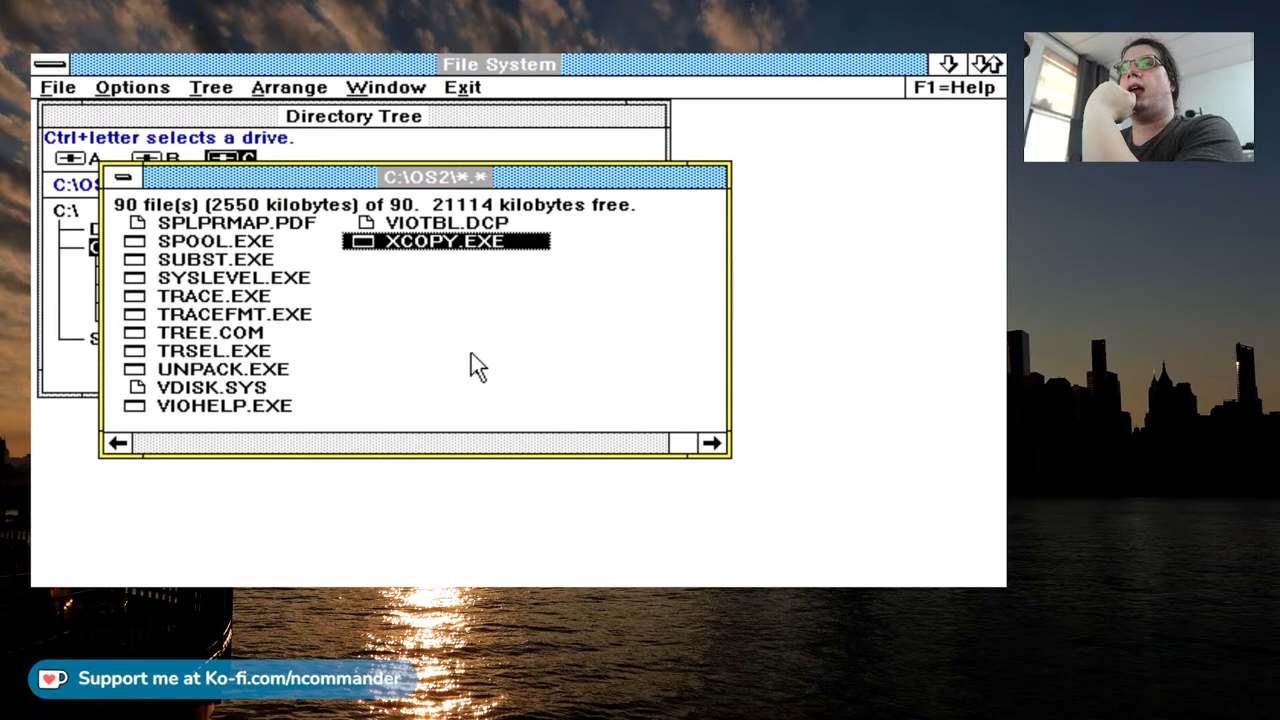 File System
File Options Tree Arrange Window Exit F1=Help
Directory Tree
Ctrl+letter selects a drive.
A B C
C:\OS
C:\OS2\*.*
C:\
90 file(s) (2550 kilobytes) of 90. 21114 kilobytes free.
SPLPRMAP.PDF VIOTBL.DCP
SPOOL.EXE XCOPY.EXE
SUBST.EXE
SYSLEVEL.EXE
TRACE.EXE
TRACEFMT.EXE
TREE.COM
TRSEL.EXE
UNPACK.EXE
VDISK.SYS
VIOHELP.EXE
Support me at Ko-fi.com/ncommander